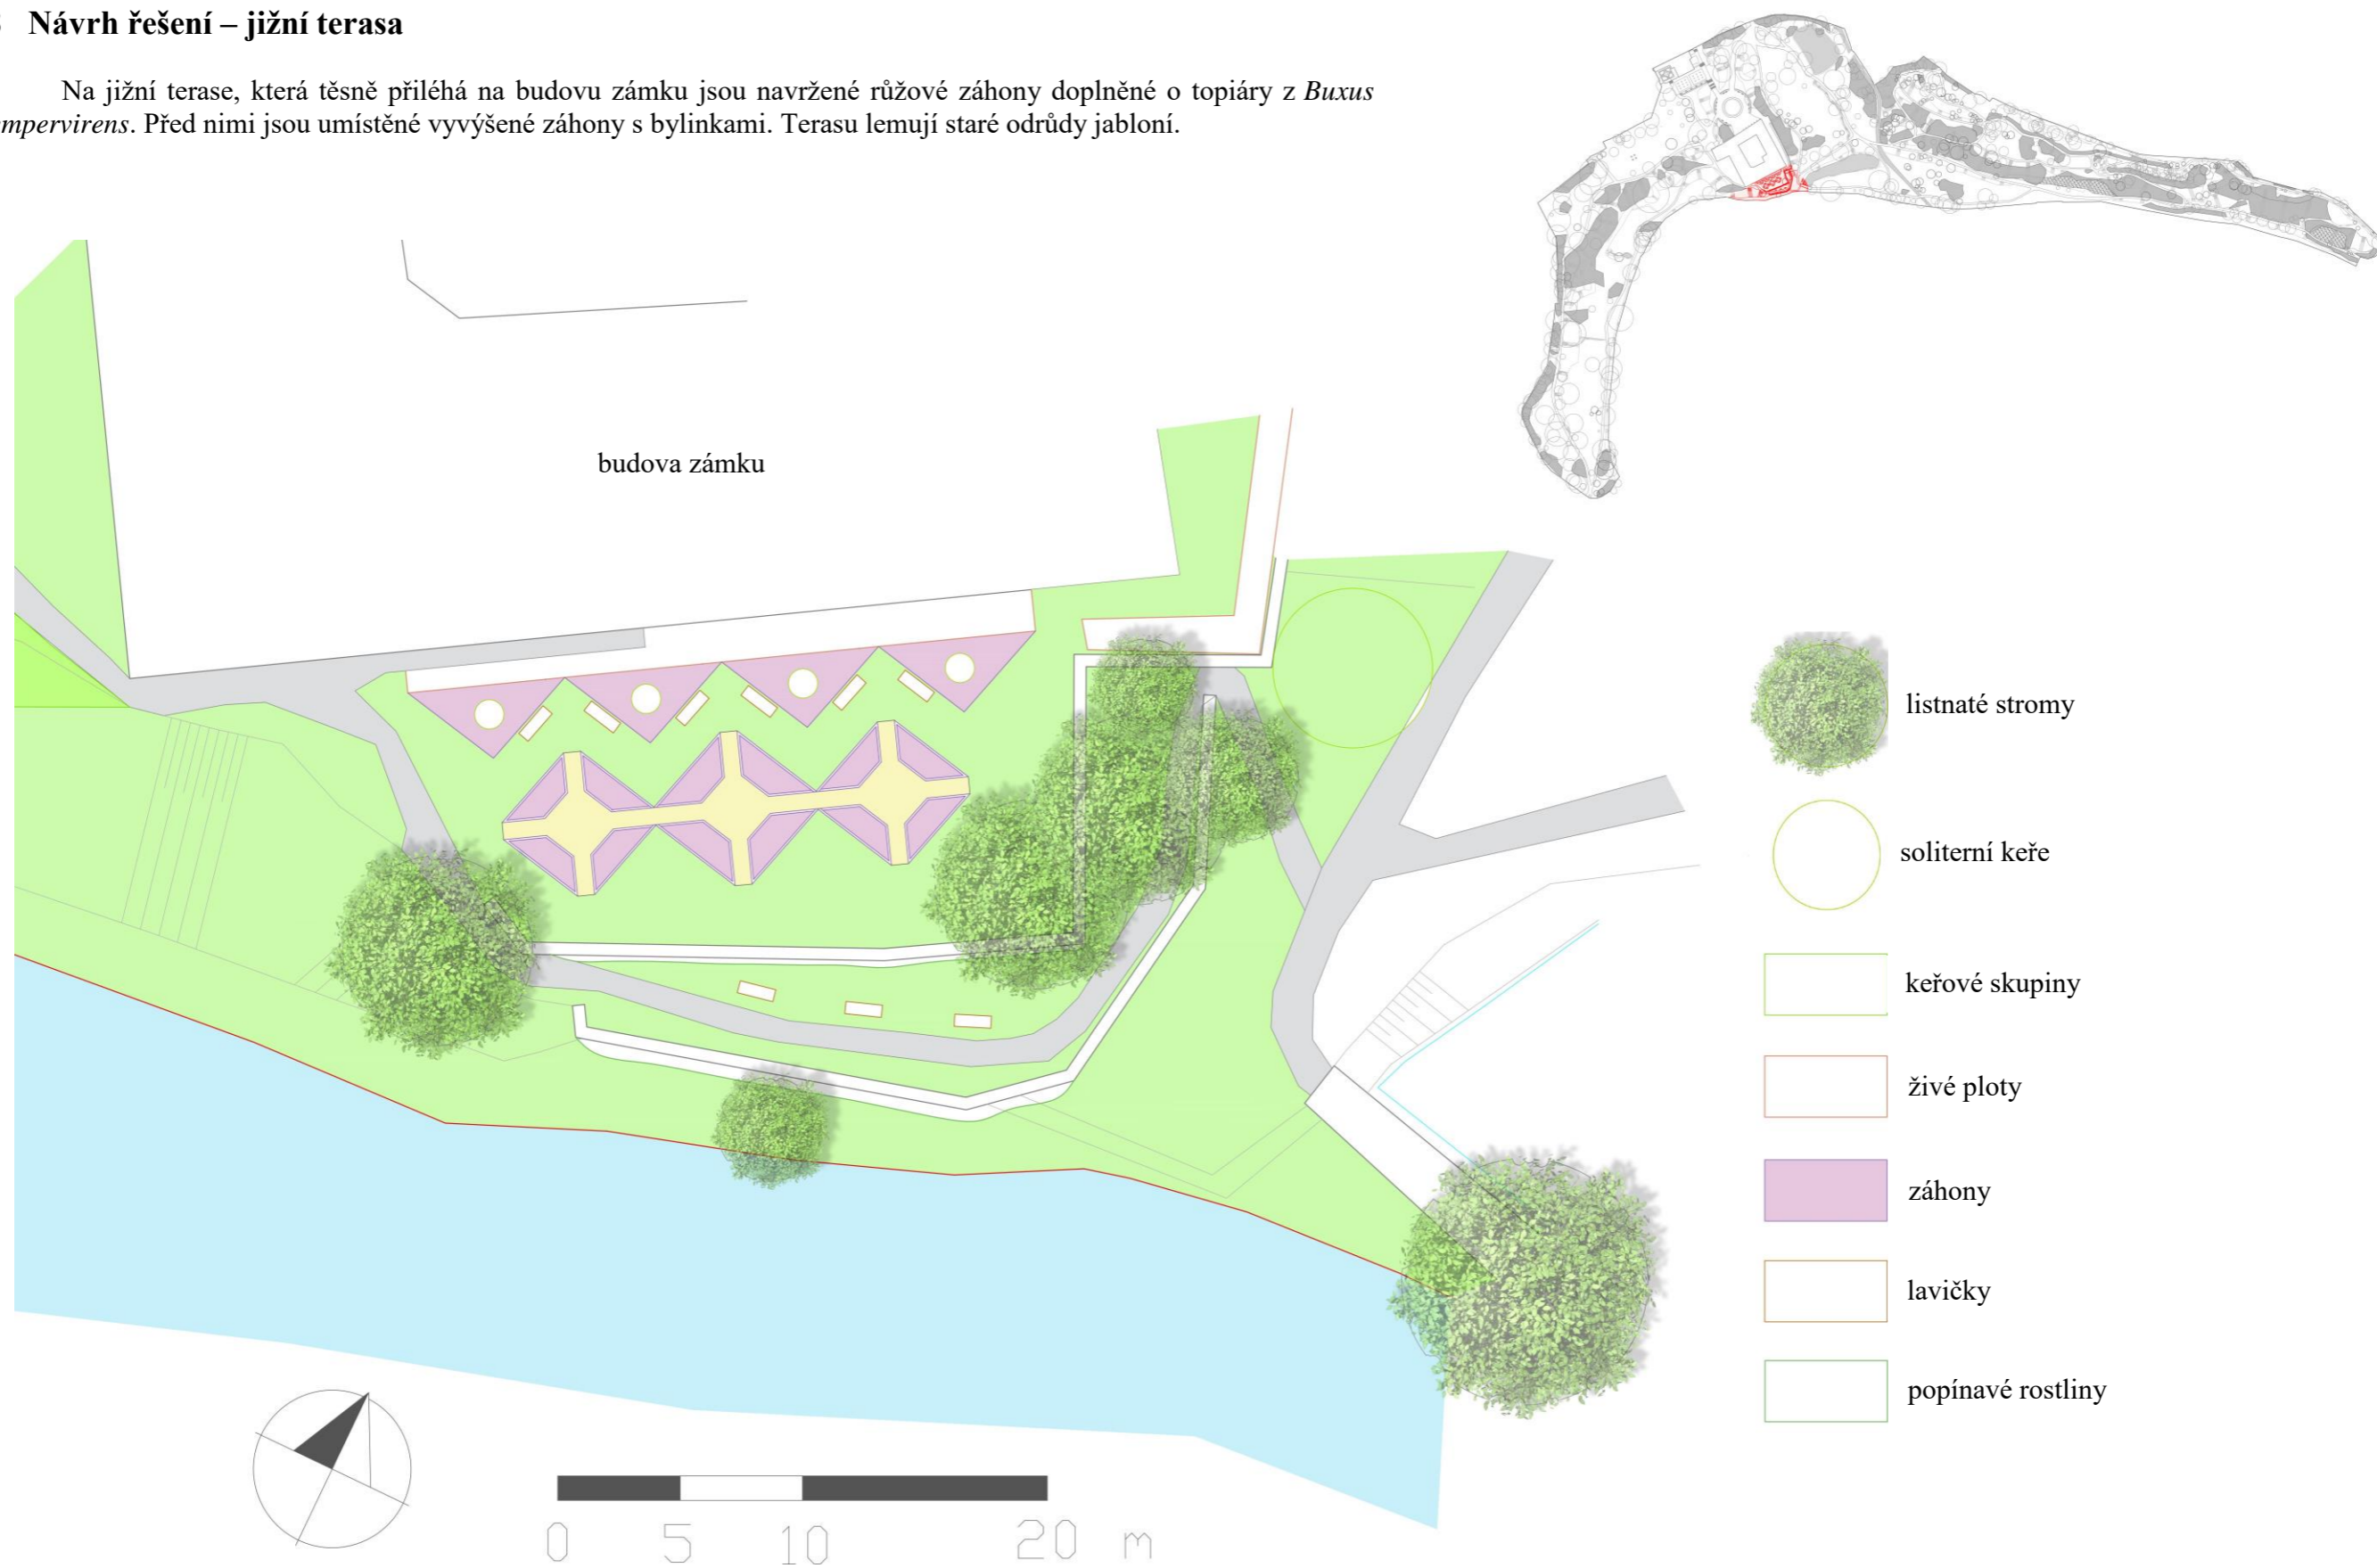 Návrh řešení – jižní terasa
Na jižní terase, která těsně přiléhá na budovu zámku jsou navržené růžové záhony doplněné o topiáry z Buxus
empervirens. Před nimi jsou umístěné vyvýšené záhony s bylinkami. Terasu lemují staré odrůdy jabloní.
budova zámku
listnaté stromy
soliterní keře
keřové skupiny
živé ploty
záhony
lavičky
popínavé rostliny
0 5 10 20 m